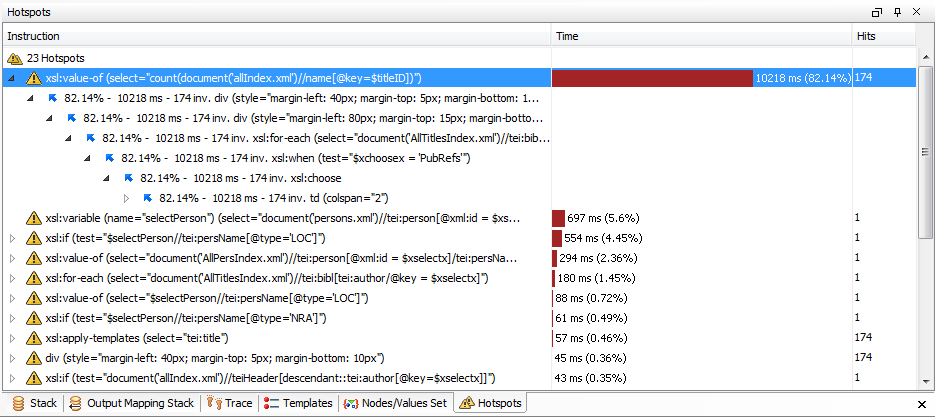 Hotspots
Instruction Time Hits
23 Hotspots
xsl:value-of (select="count(document('allIndex.xml')//name[@key=$titleID])") 10218 ms (82.14%) 174
82.14% - 10218 ms - 174 inv. div (style="margin-left: 40px; margin-top: 5px; margin-bottom: 1...
82.14% - 10218 ms - 174 inv. div (style="margin-left: 80px; margin-top: 15px; margin-botto...
82.14% - 10218 ms - 174 inv. xsl:for-each (select="document('AllTitlesIndex.xml')//tei:bibl...
82.14% - 10218 ms - 174 inv. xsl:when (test="$xchoosex = 'PubRefs'")
82.14% - 10218 ms - 174 inv. xsl:choose
82.14% - 10218 ms - 174 inv. td (colspan="2")
xsl:variable (name="selectPerson") (select="document('persons.xml')//tei:person[@xml:id = $xs... 697 ms (5.6%) 1
xsl:if (test="$selectPerson//tei:persName[@type='LOC']") 554 ms (4.45%) 1
xsl:value-of (select="document('AllPersIndex.xml')//tei:person[@xml:id = $xselectx]/tei:persNa... 294 ms (2.36%) 1
xsl:for-each (select="document('AllTitlesIndex.xml')//tei:bibl[tei:author/@key = $xselectx]") 180 ms (1.45%) 1
xsl:value-of (select="$selectPerson//tei:persName[@type='LOC']") 88 ms (0.72%) 1
xsl:if (test="$selectPerson//tei:persName[@type='NRA']") 61 ms (0.49%) 1
xsl:apply-templates (select="tei:title") 57 ms (0.46%) 174
div (style="margin-left: 40px; margin-top: 5px; margin-bottom: 10px") 45 ms (0.36%) 174
xsl:if (test="document('allIndex.xml')//teiHeader[descendant::tei:author[@key=$xselectx]]") 43 ms (0.35%) 1
Stack Output Mapping Stack Trace Templates Nodes/Values Set Hotspots